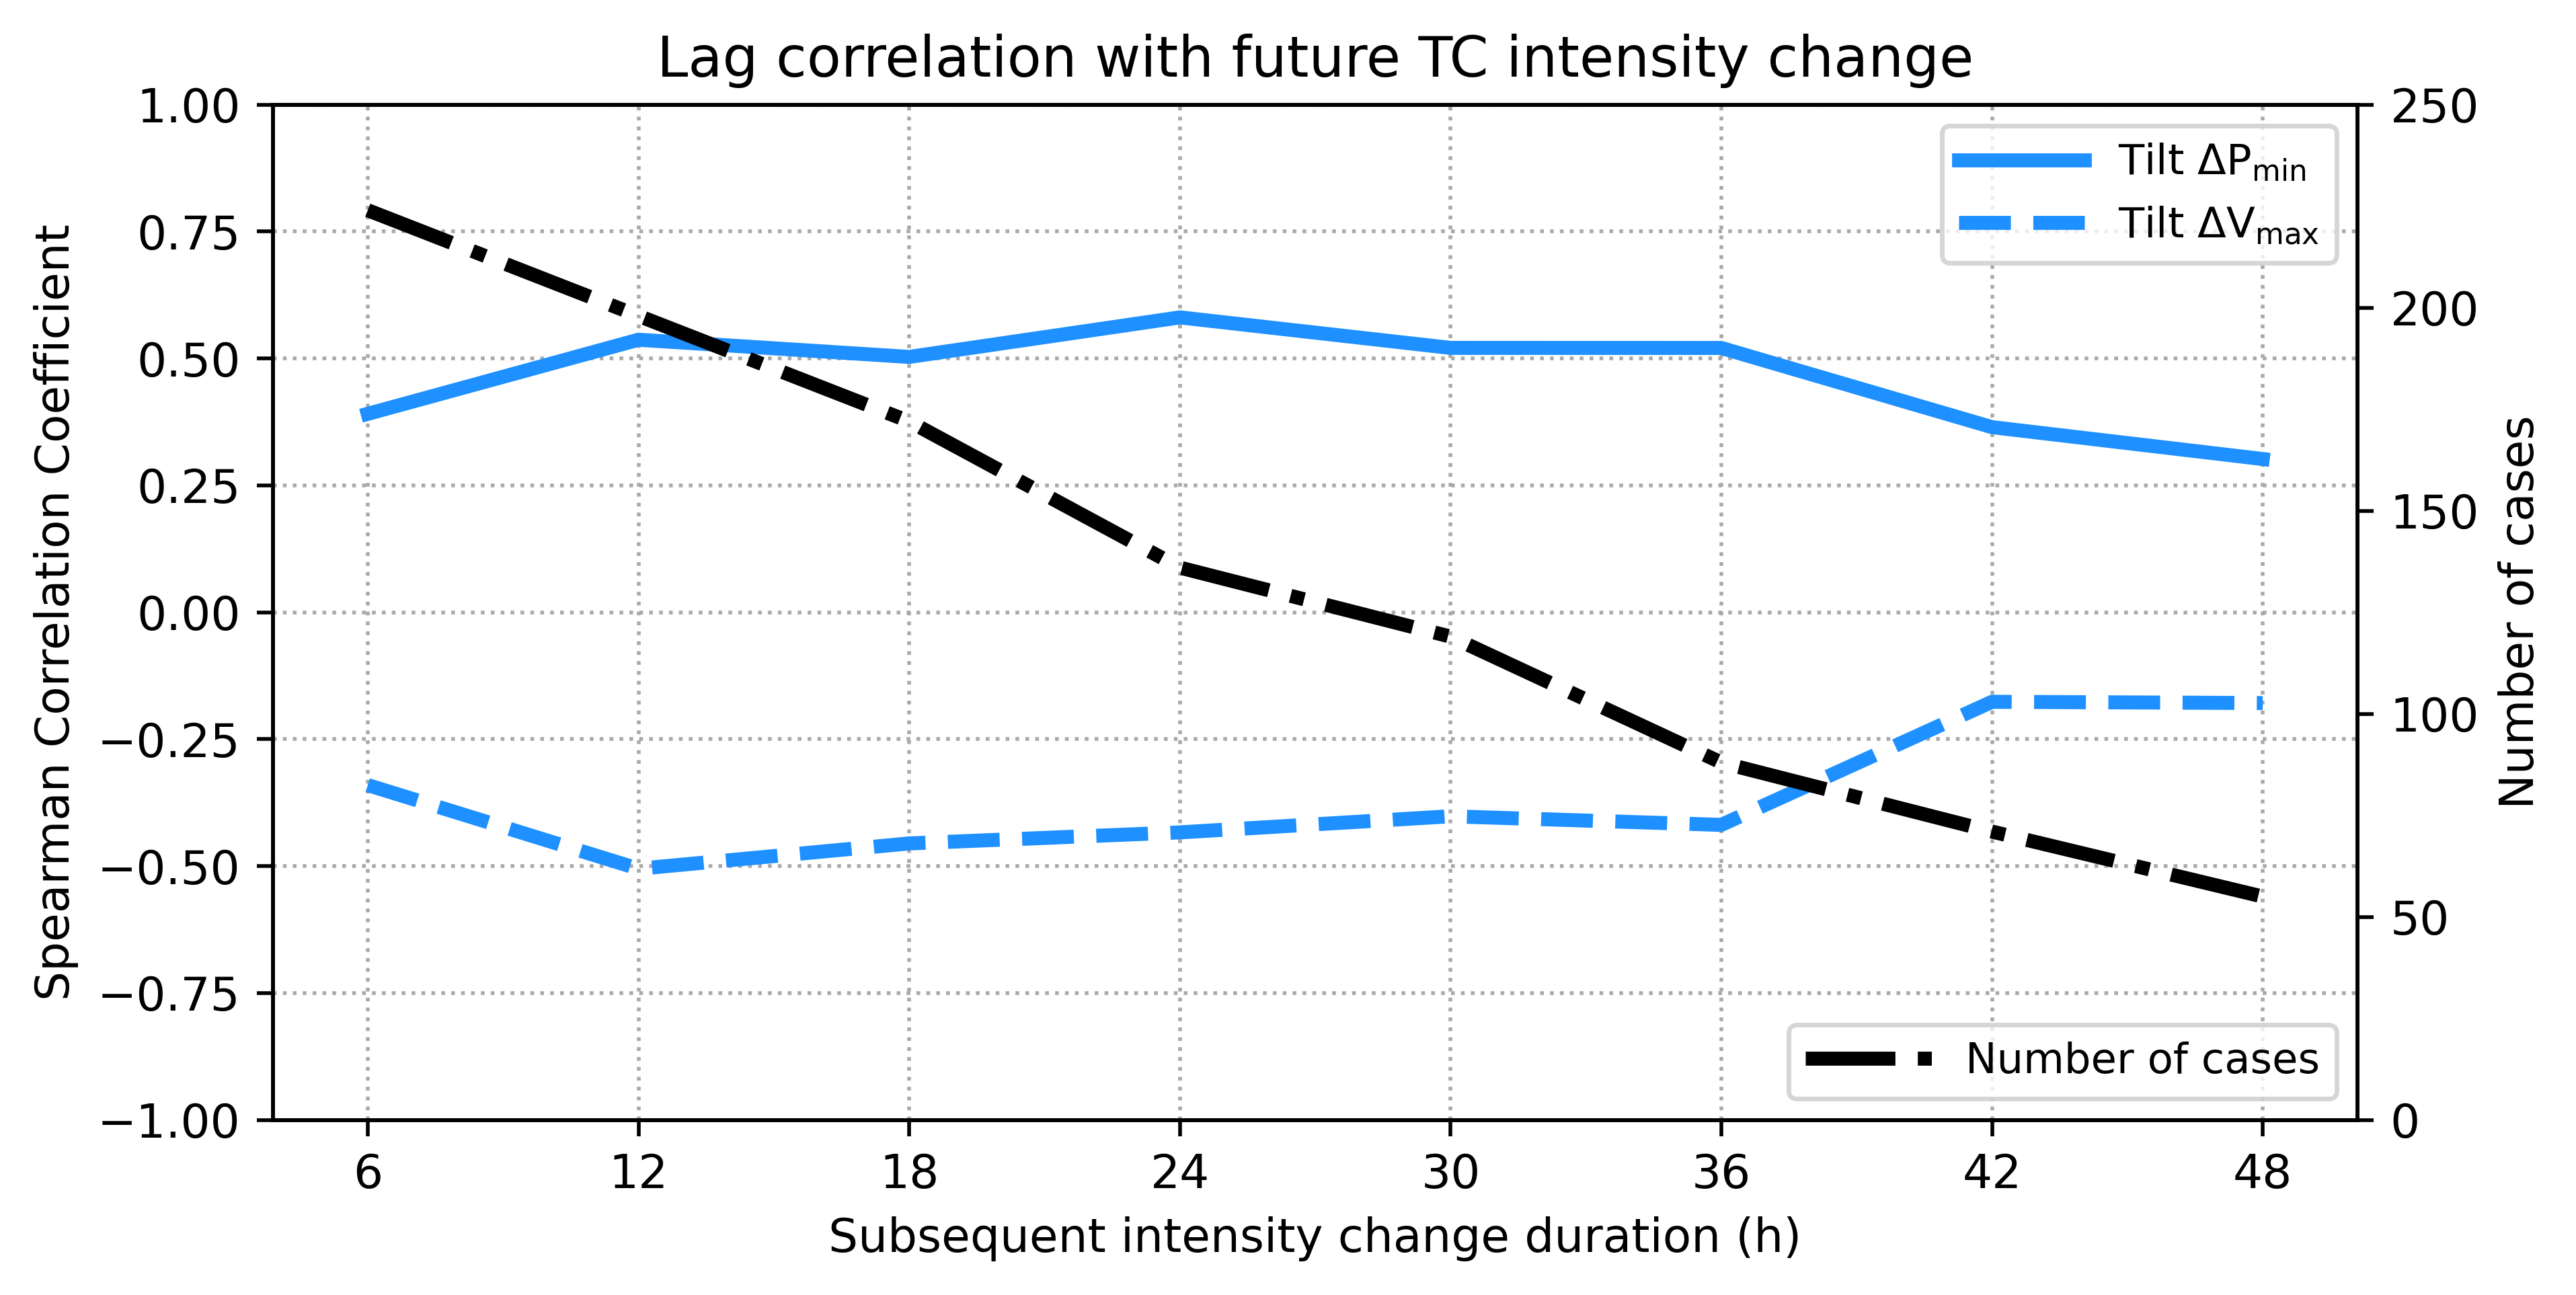 Lag correlation with future TC intensity change
1.00
0.75
0.50
0.25
0.00
−0.25
−0.50
−0.75
−1.00
Spearman Correlation Coefficient
250
200
150
100
50
0
Number of cases
Tilt ΔPmin
Tilt ΔVmax
Number of cases
6 12 18 24 30 36 42 48
Subsequent intensity change duration (h)